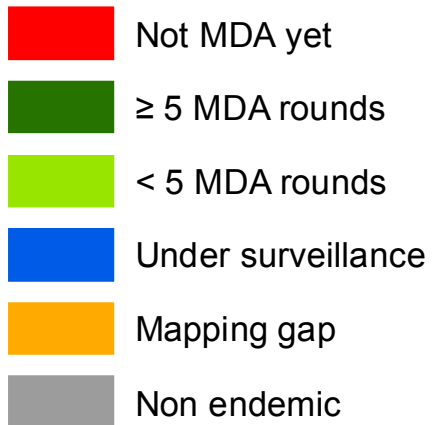 Not MDA yet
≥ 5 MDA rounds
< 5 MDA rounds
Under surveillance
Mapping gap
Non endemic